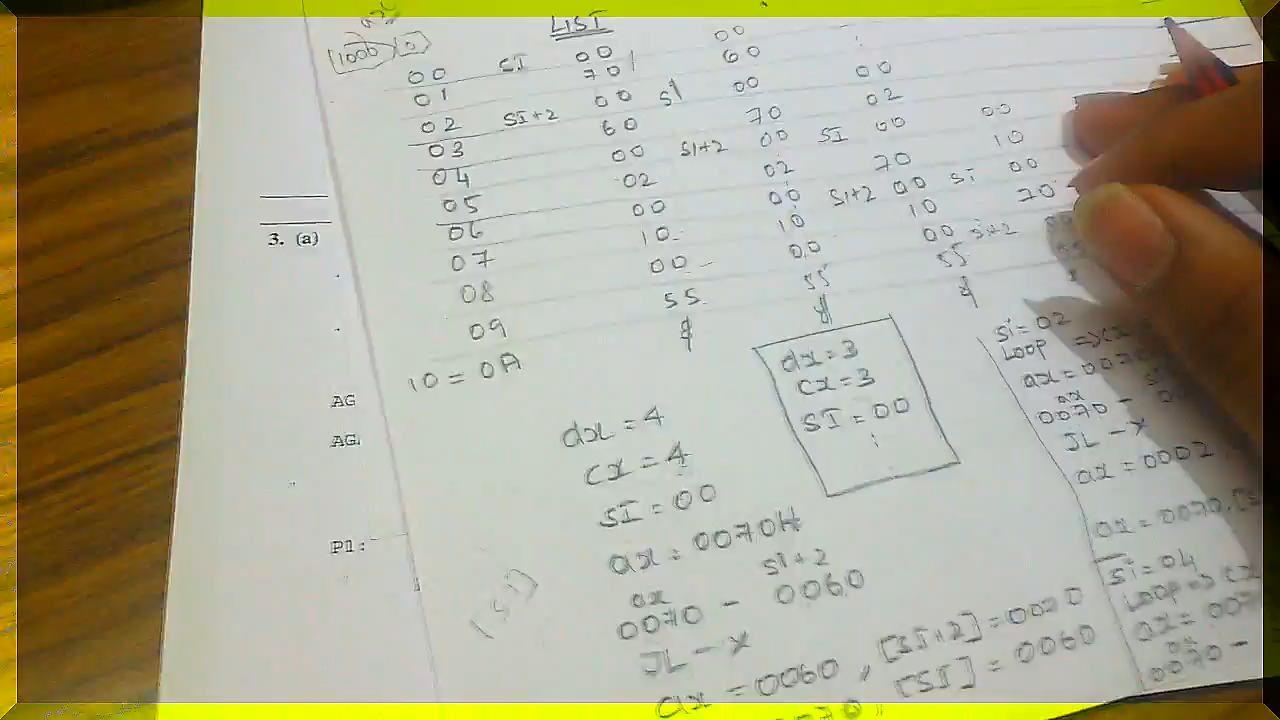 LIST
1000 0
00 SI 00 00
01 70 60
02 SI+2 00 SI 00 00
03 60 70 02
04 00 SI+2 00 SI 00 00
05 02 02 70 10
06 00 00 SI+2 00 SI 00
07 10 10 10 70
08 00 00 00 SI+2
09 55 55 55
10 = 0A $ $ $
3. (a)
AG
AG.
P1:
dx = 4
cx = 4
SI = 00
ax = 0070H
ax SI+2
0070 - 0060
JL - X
ax = 0060, [SI+2] = 0070
[SI] = 0060
[SI]
dx = 3
cx = 3
SI = 00
Si = 02
Loop =>
ax
0070 -
JL - X
ax = 0002
ax = 0070,
Si = 04
Loop =>
0070 -